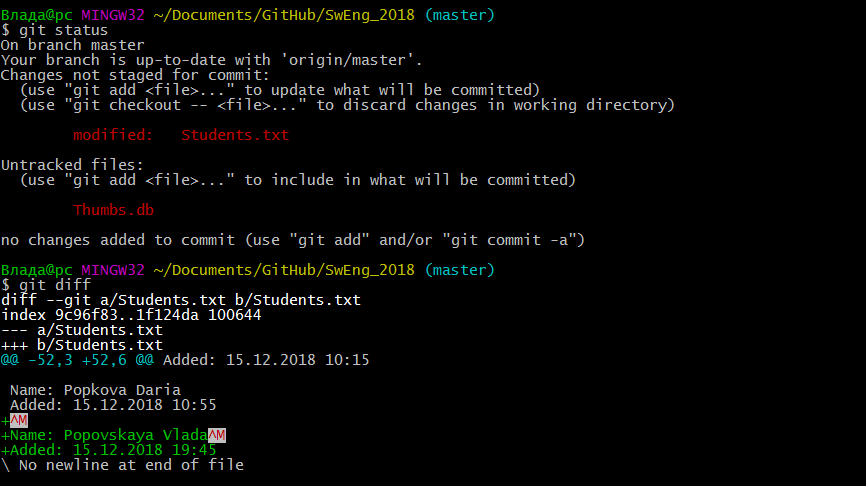 Влада@pc MINGW32 ~/Documents/GitHub/SwEng_2018 (master)
$ git status
On branch master
Your branch is up-to-date with 'origin/master'.
Changes not staged for commit:
  (use "git add <file>..." to update what will be committed)
  (use "git checkout -- <file>..." to discard changes in working directory)
        modified:   Students.txt
Untracked files:
  (use "git add <file>..." to include in what will be committed)
        Thumbs.db
no changes added to commit (use "git add" and/or "git commit -a")
Влада@pc MINGW32 ~/Documents/GitHub/SwEng_2018 (master)
$ git diff
diff --git a/Students.txt b/Students.txt
index 9c96f83..1f124da 100644
--- a/Students.txt
+++ b/Students.txt
@@ -52,3 +52,6 @@ Added: 15.12.2018 10:15
 Name: Popkova Daria
 Added: 15.12.2018 10:55
+^M
+Name: Popovskaya Vlada^M
+Added: 15.12.2018 19:45
\ No newline at end of file